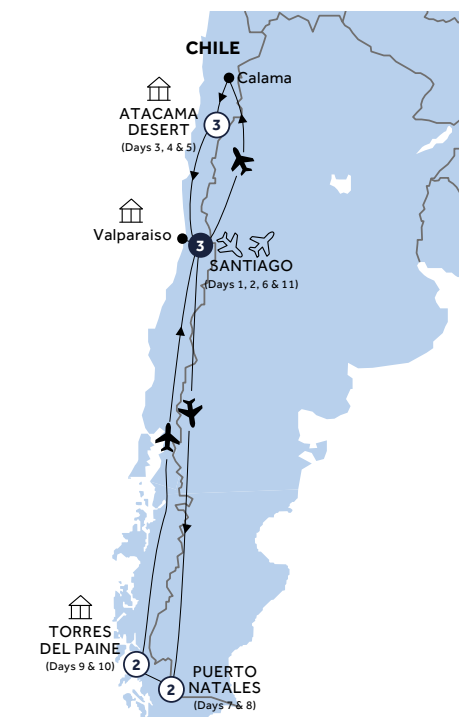 CHILE
Calama
ATACAMA
DESERT
(Days 3, 4 & 5)
3
Valparaiso
3
SANTIAGO
(Days 1, 2, 6 & 11)
TORRES
DEL PAINE
(Days 9 & 10)
2
2
PUERTO
NATALES
(Days 7 & 8)